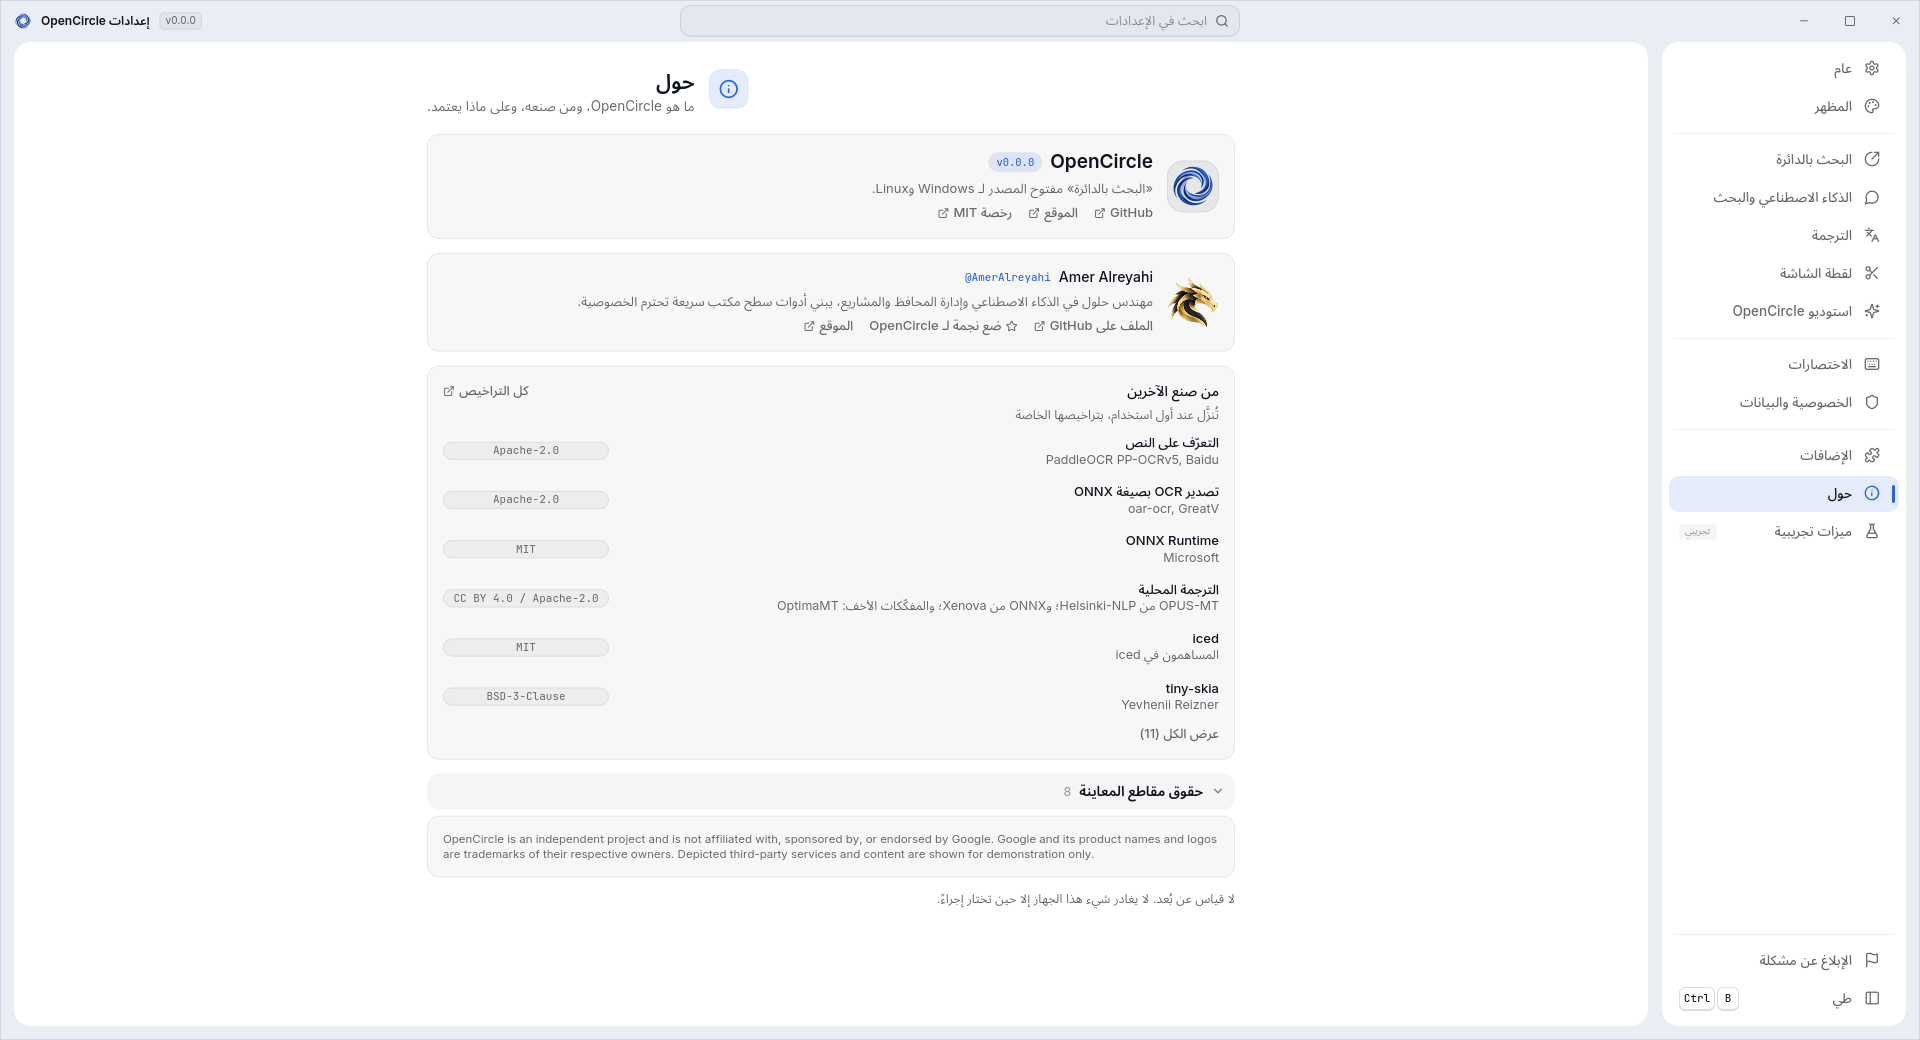 إعدادات OpenCircle
v0.0.0
ابحث في الإعدادات
عام
المظهر
البحث بالدائرة
الذكاء الاصطناعي والبحث
الترجمة
لقطة الشاشة
استوديو OpenCircle
الاختصارات
الخصوصية والبيانات
الإضافات
حول
ميزات تجريبية
تجريبي
الإبلاغ عن مشكلة
طي
Ctrl B
حول
ما هو OpenCircle، ومن صنعه، وعلى ماذا يعتمد.
OpenCircle v0.0.0
«البحث بالدائرة» مفتوح المصدر لـ Windows وLinux.
GitHub الموقع رخصة MIT
Amer Alreyahi @AmerAlreyahi
مهندس حلول في الذكاء الاصطناعي وإدارة المحافظ والمشاريع، يبني أدوات سطح مكتب سريعة تحترم الخصوصية.
الملف على GitHub ضع نجمة لـ OpenCircle الموقع
من صنع الآخرين
كل التراخيص
تُنزَّل عند أول استخدام، بتراخيصها الخاصة
التعرّف على النص
PaddleOCR PP-OCRv5, Baidu
Apache-2.0
تصدير OCR بصيغة ONNX
oar-ocr, GreatV
Apache-2.0
ONNX Runtime
Microsoft
MIT
الترجمة المحلية
OPUS-MT من Helsinki-NLP؛ وONNX من Xenova؛ والمفكّكات الأخف: OptimaMT
CC BY 4.0 / Apache-2.0
iced
المساهمون في iced
MIT
tiny-skia
Yevhenii Reizner
BSD-3-Clause
عرض الكل (11)
حقوق مقاطع المعاينة 8
OpenCircle is an independent project and is not affiliated with, sponsored by, or endorsed by Google. Google and its product names and logos
are trademarks of their respective owners. Depicted third-party services and content are shown for demonstration only.
لا قياس عن بُعد. لا يغادر شيء هذا الجهاز إلا حين تختار إجراءً.